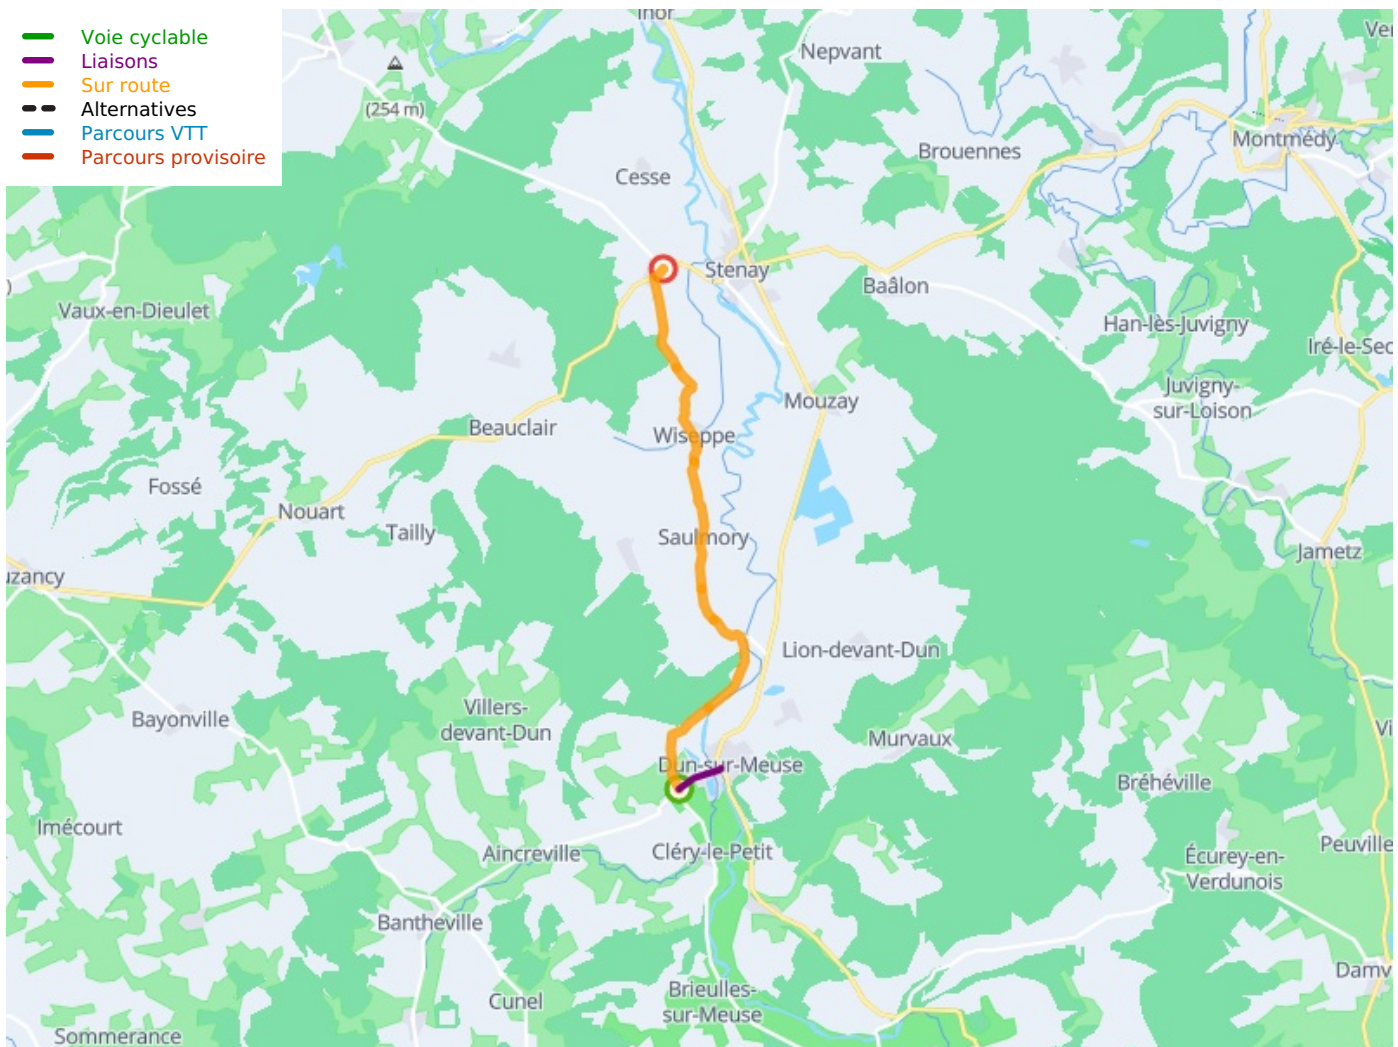 Voie cyclable
Liaisons
Sur route
Alternatives
Parcours VTT
Parcours provisoire
Inor
Nepvant
(254 m)
Montmédy
Brouennes
Cesse
Stenay
Baâlon
Vaux-en-Dieulet
Han-lès-Juvigny
Iré-le-Sec
Juvigny-
sur-Loison
Mouzay
Beauclair
Wiseppe
Fossé
Nouart
Tailly
Saulmory
Jametz
uzancy
Lion-devant-Dun
Villers-
devant-Dun
Bayonville
Murvaux
Dun-sur-Meuse
Bréhéville
Imécourt
Aincreville
Cléry-le-Petit
Peuville
Écurey-en-
Verdunois
Bantheville
Damv
Brieulles-
sur-Meuse
Cunel
Sommerance